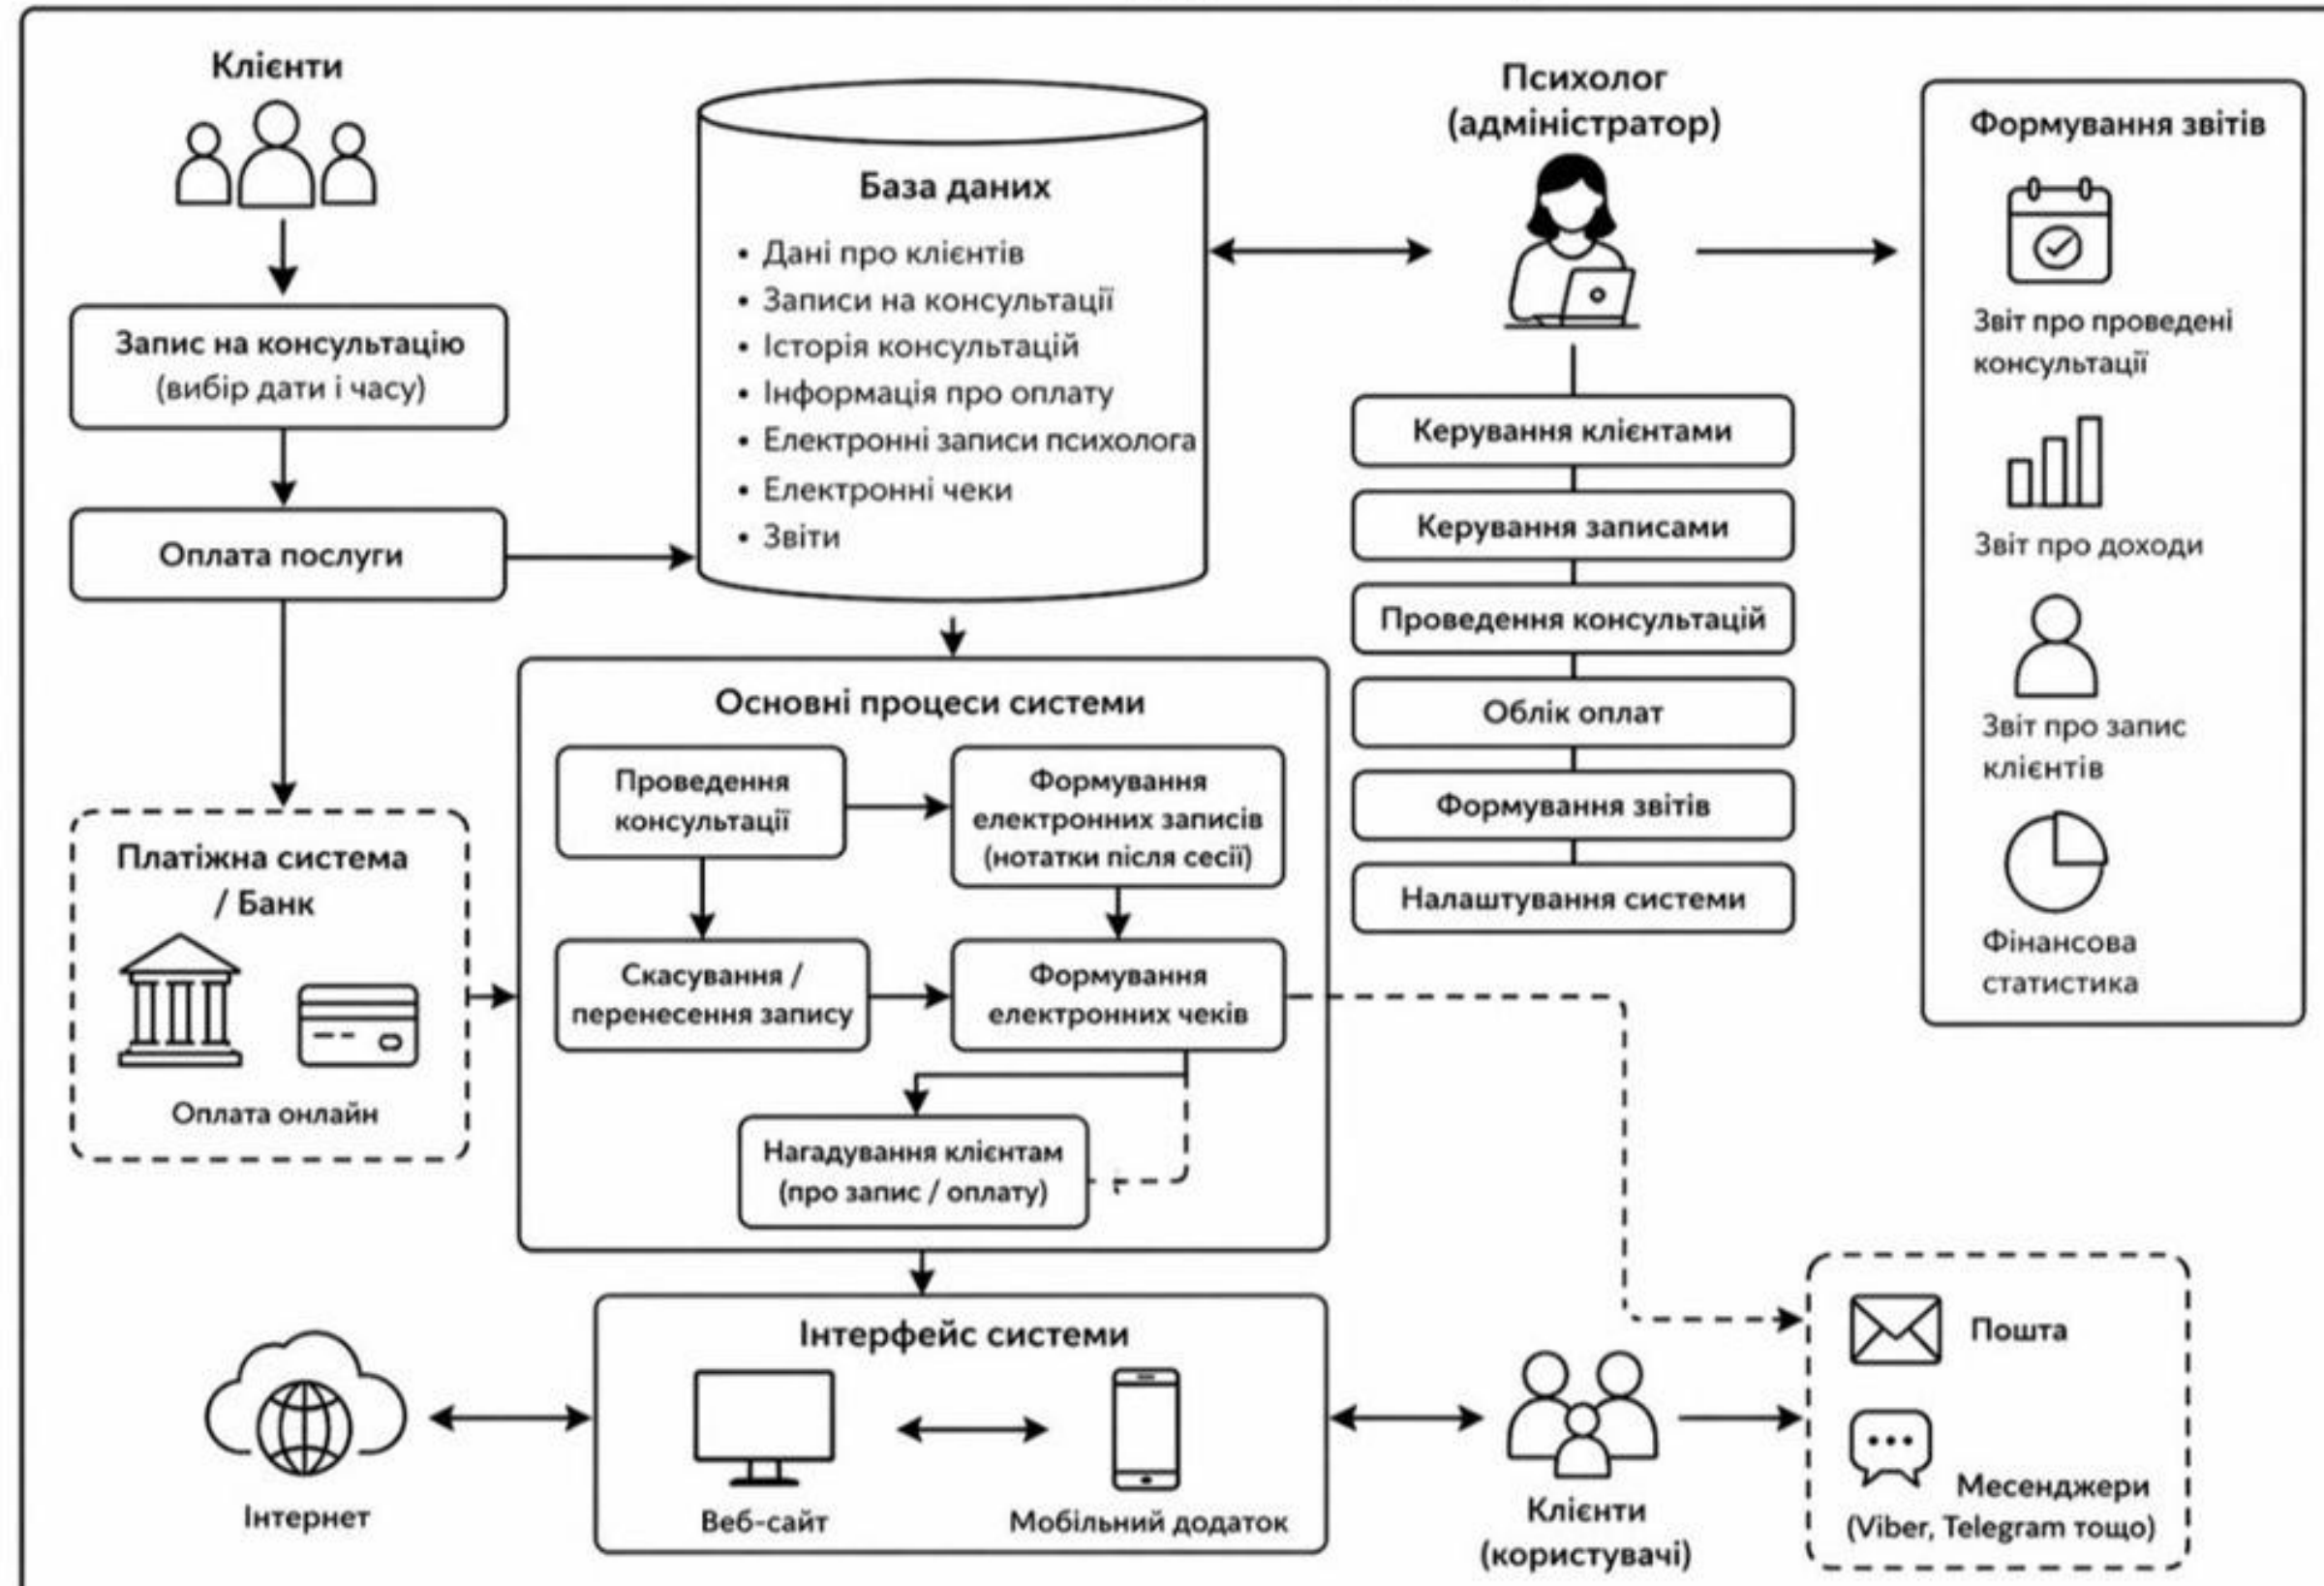 Клієнти
Запис на консультацію
(вибір дати і часу)
Оплата послуги
Платіжна система
/ Банк
Оплата онлайн
База даних
• Дані про клієнтів
• Записи на консультації
• Історія консультацій
• Інформація про оплату
• Електронні записи психолога
• Електронні чеки
• Звіти
Основні процеси системи
Проведення
консультації
Формування
електронних записів
(нотатки після сесії)
Скасування /
перенесення запису
Формування
електронних чеків
Нагадування клієнтам
(про запис / оплату)
Психолог
(адміністратор)
Керування клієнтами
Керування записами
Проведення консультацій
Облік оплат
Формування звітів
Налаштування системи
Формування звітів
Звіт про проведені
консультації
Звіт про доходи
Звіт про запис
клієнтів
Фінансова
статистика
Інтернет
Інтерфейс системи
Веб-сайт
Мобільний додаток
Клієнти
(користувачі)
Пошта
Месенджери
(Viber, Telegram тощо)